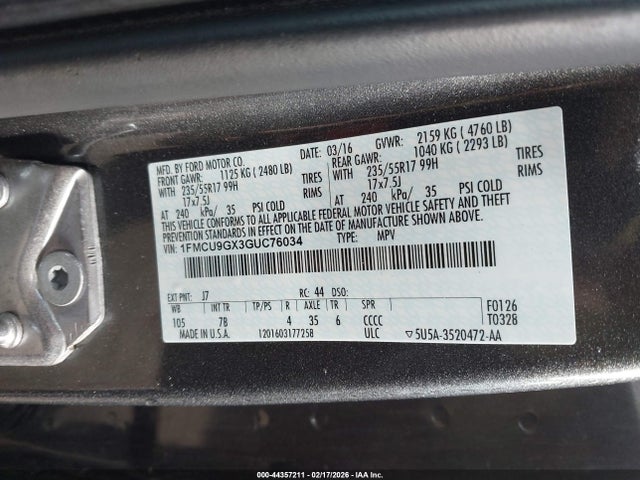 MFD. BY FORD MOTOR CO. 03/16 GVWR: 2159 KG ( 4760 LB)
FRONT GAWR: 1125 KG ( 2480 LB) REAR GAWR: 1040 KG ( 2293 LB)
WITH 235/55R17 99H TIRES WITH 235/55R17 99H TIRES
17x7.5J RIMS 17x7.5J RIMS
AT 240 kPa/ 35 PSI COLD AT 240 kPa/ 35 PSI COLD
THIS VEHICLE CONFORMS TO ALL APPLICABLE FEDERAL MOTOR VEHICLE SAFETY AND THEFT
PREVENTION STANDARDS IN EFFECT ON THE DATE OF MANUFACTURE SHOWN ABOVE.
VIN: 1FMCU9GX3GUC76034 TYPE: MPV
EXT PNT: J7 RC: 44 DSO:
WB INT TR TP/PS R AXLE TR SPR F0126
105 7B 4 35 6 CCCC T0328
MADE IN U.S.A. 1201603177258 ULC 5U5A-3520472-AA
000-44357211 - 02/17/2026 - IAA Inc.